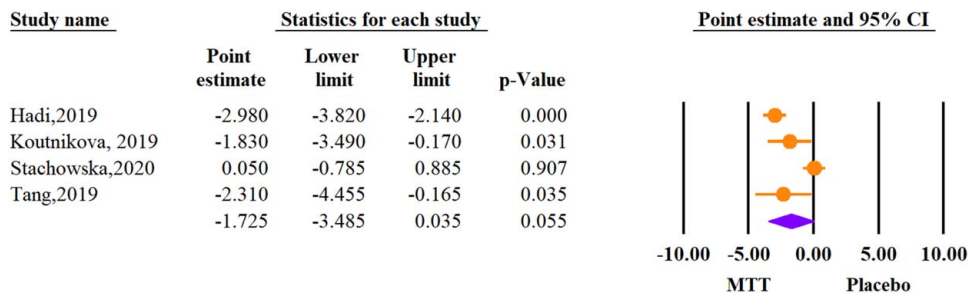 Study name Statistics for each study Point estimate and 95% CI
Point Lower Upper
estimate limit limit p-Value
Hadi,2019 -2.980 -3.820 -2.140 0.000
Koutnikova, 2019 -1.830 -3.490 -0.170 0.031
Stachowska,2020 0.050 -0.785 0.885 0.907
Tang,2019 -2.310 -4.455 -0.165 0.035
-1.725 -3.485 0.035 0.055
-10.00 -5.00 0.00 5.00 10.00
MTT Placebo